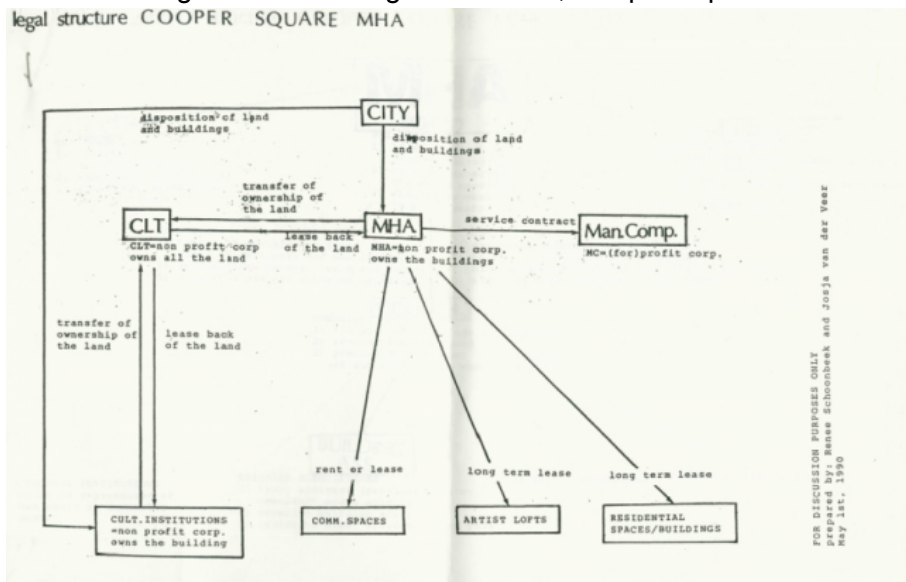 legal structure COOPER SQUARE MHA
CITY
disposition of land
and buildings
disposition of land
and buildings
transfer of
ownership of
the land
CLT
MHA
service contract
Man.Comp.
lease back
of the land
CLT=non profit corp
owns all the land
MHA=non profit corp.
owns the buildings
MC=(for)profit corp.
transfer of
ownership of
the land
lease back
of the land
rent or lease
long term lease
long term lease
CULT.INSTITUTIONS
=non profit corp.
owns the building
COMM.SPACES
ARTIST LOFTS
RESIDENTIAL
SPACES/BUILDINGS
FOR DISCUSSION PURPOSES ONLY
prepared by: Renee Schoonbeek and Josja van der Veer
May 1st, 1990